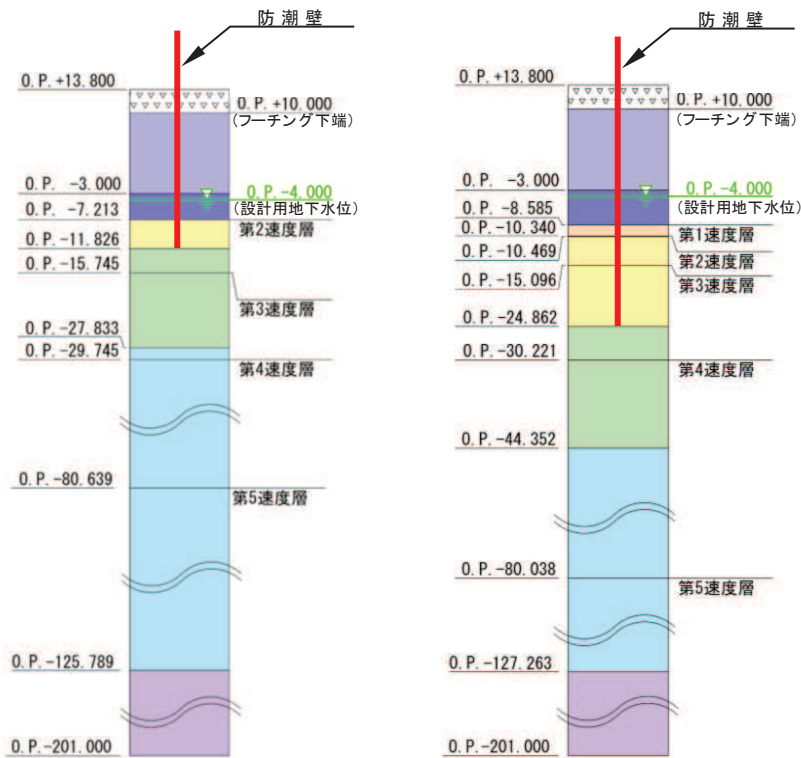 防潮壁
O.P.+13.800
O.P.+10.000
(フーチング下端)
O.P. -3.000
O.P.-4.000
(設計用地下水位)
O.P. -7.213
第2速度層
O.P.-11.826
O.P.-15.745
第3速度層
O.P.-27.833
O.P.-29.745
第4速度層
O.P.-80.639
第5速度層
O.P.-125.789
O.P.-201.000
防潮壁
O.P.+13.800
O.P.+10.000
(フーチング下端)
O.P. -3.000
O.P.-4.000
(設計用地下水位)
O.P. -8.585
O.P.-10.340
第1速度層
O.P.-10.469
第2速度層
O.P.-15.096
第3速度層
O.P.-24.862
O.P.-30.221
第4速度層
O.P.-44.352
O.P.-80.038
第5速度層
O.P.-127.263
O.P.-201.000